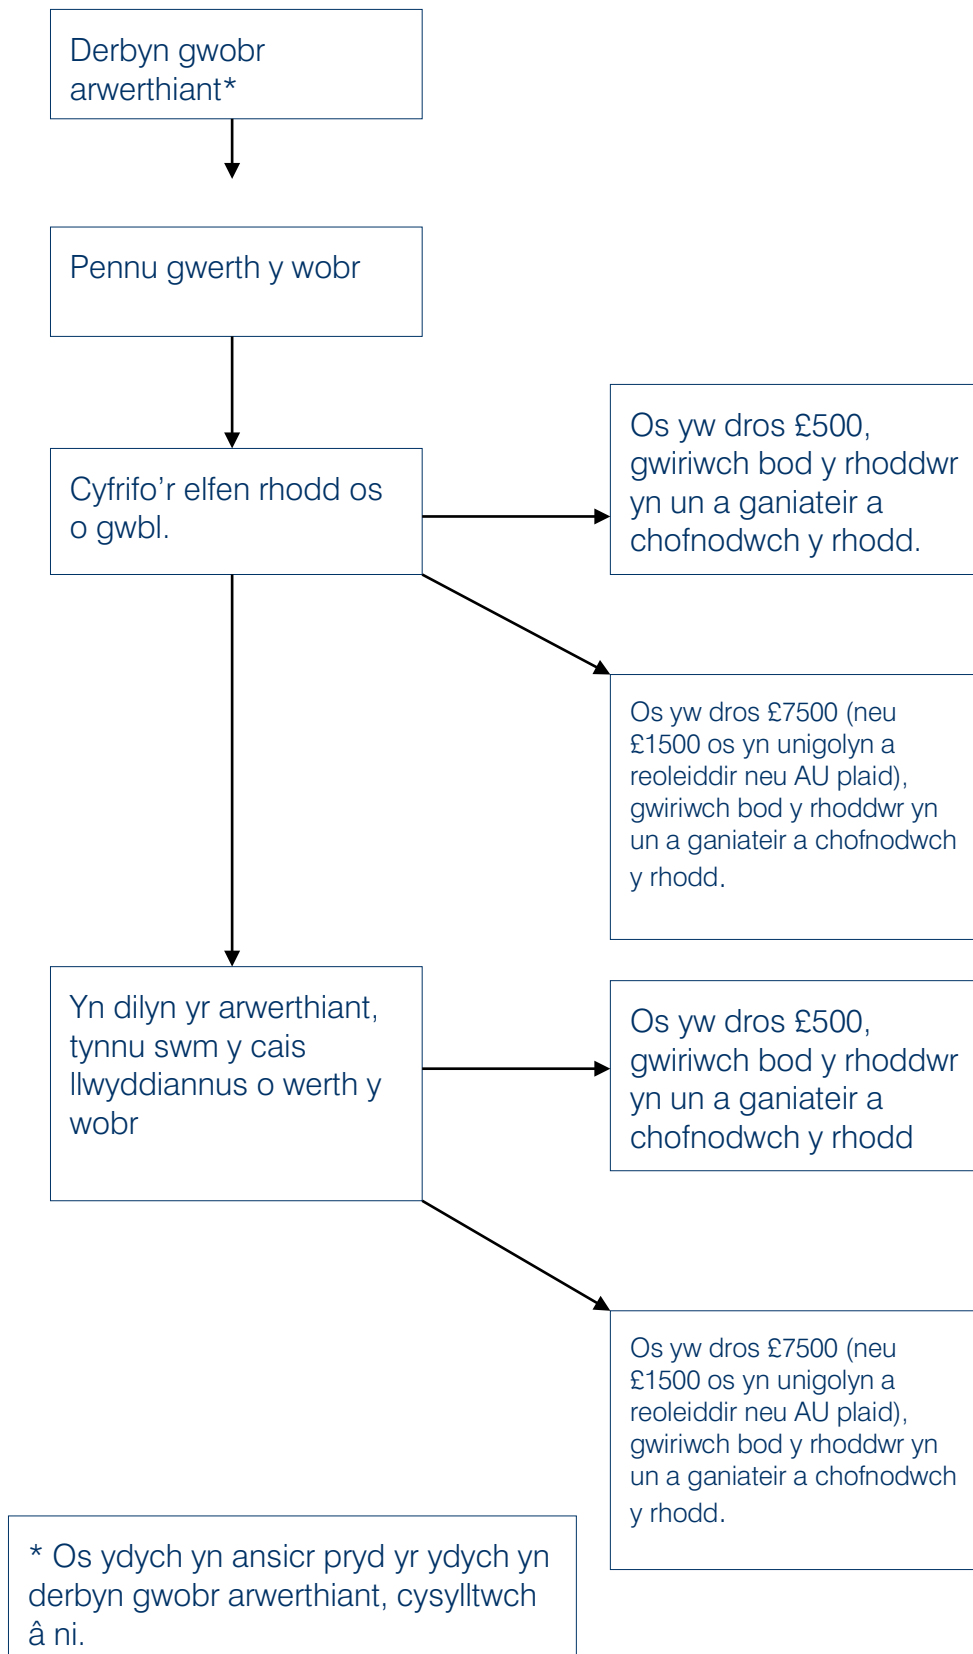 Derbyn gwobr
arwerthiant*
Pennu gwerth y wobr
Cyfrifo’r elfen rhodd os
o gwbl.
Os yw dros £500,
gwiriwch bod y rhoddwr
yn un a ganiateir a
chofnodwch y rhodd.
Os yw dros £7500 (neu
£1500 os yn unigolyn a
reoleiddir neu AU plaid),
gwiriwch bod y rhoddwr yn
un a ganiateir a chofnodwch
y rhodd.
Yn dilyn yr arwerthiant,
tynnu swm y cais
llwyddiannus o werth y
wobr
Os yw dros £500,
gwiriwch bod y rhoddwr
yn un a ganiateir a
chofnodwch y rhodd
Os yw dros £7500 (neu
£1500 os yn unigolyn a
reoleiddir neu AU plaid),
gwiriwch bod y rhoddwr yn
un a ganiateir a chofnodwch
y rhodd.
* Os ydych yn ansicr pryd yr ydych yn
derbyn gwobr arwerthiant, cysylltwch
â ni.